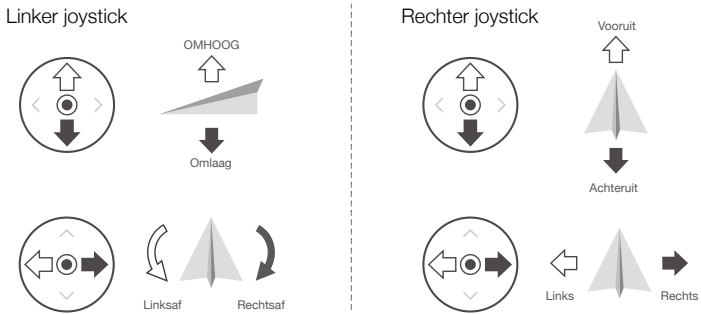 Linker joystick
OMHOOG
Omlaag
Linksaf
Rechtsaf
Rechter joystick
Vooruit
Achteruit
Links
Rechts